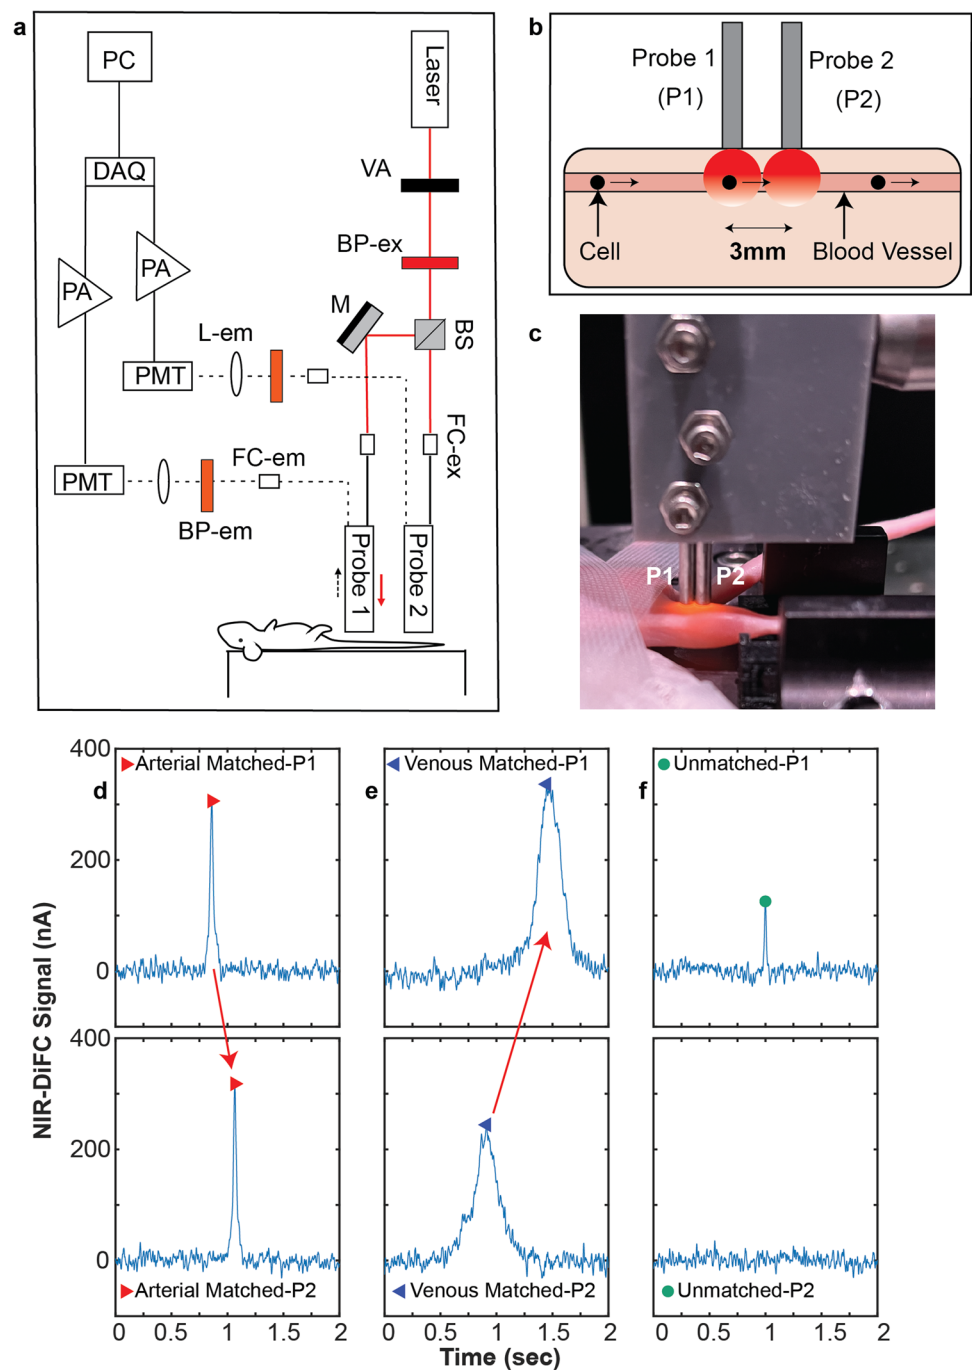 a
PC
DAQ
PA
PA
L-em
PMT
PMT
FC-em
BP-em
Laser
VA
BP-ex
M
BS
FC-ex
Probe 1
Probe 2
b
Probe 1
(P1)
Probe 2
(P2)
Cell
3mm
Blood Vessel
c
P1
P2
NIR-DiFC Signal (nA)
400
200
0
400
200
0
d
Arterial Matched-P1
Arterial Matched-P2
0 0.5 1 1.5 2
e
Venous Matched-P1
Venous Matched-P2
0 0.5 1 1.5 2
f
Unmatched-P1
Unmatched-P2
0 0.5 1 1.5 2
Time (sec)